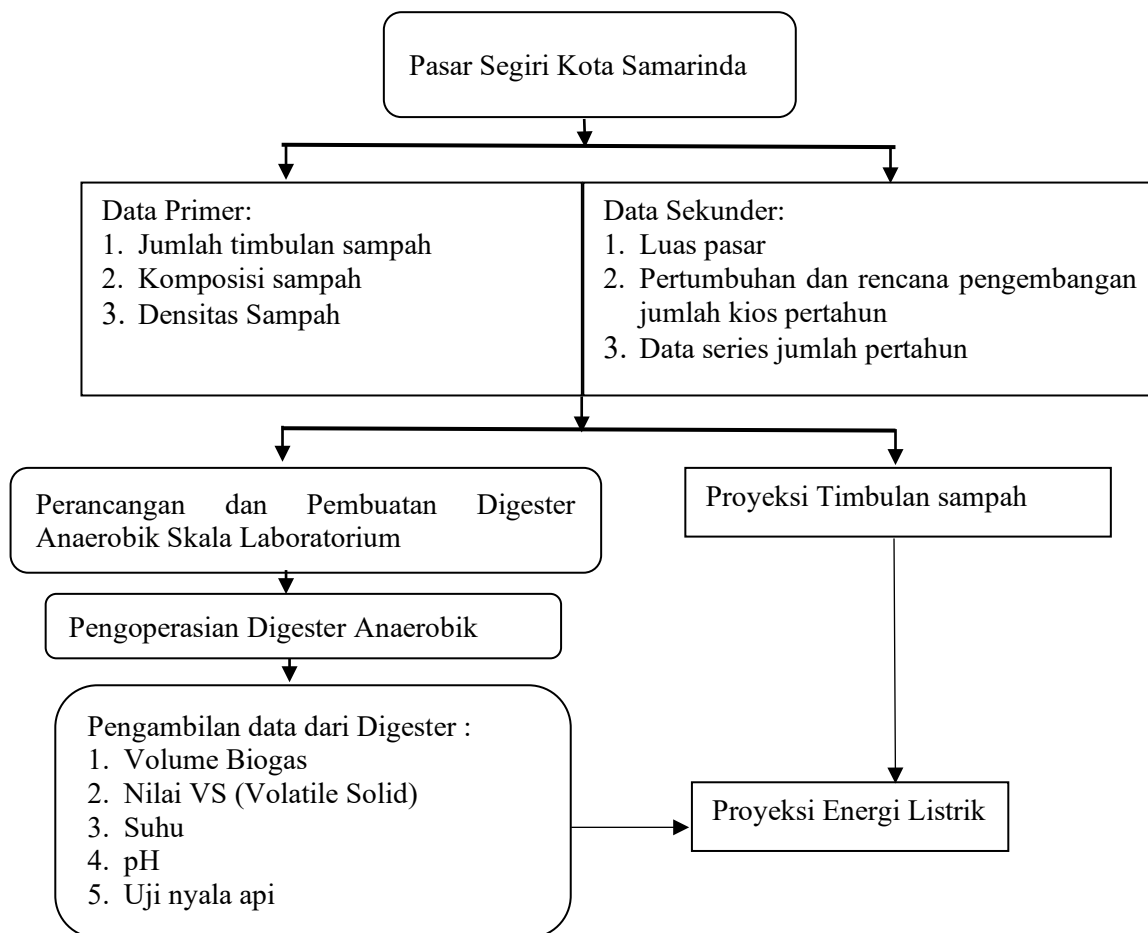 Pasar Segiri Kota Samarinda
Data Primer:
1. Jumlah timbulan sampah
2. Komposisi sampah
3. Densitas Sampah
Data Sekunder:
1. Luas pasar
2. Pertumbuhan dan rencana pengembangan
jumlah kios pertahun
3. Data series jumlah pertahun
Perancangan dan Pembuatan Digester
Anaerobik Skala Laboratorium
Proyeksi Timbulan sampah
Pengoperasian Digester Anaerobik
Pengambilan data dari Digester :
1. Volume Biogas
2. Nilai VS (Volatile Solid)
3. Suhu
4. pH
5. Uji nyala api
Proyeksi Energi Listrik